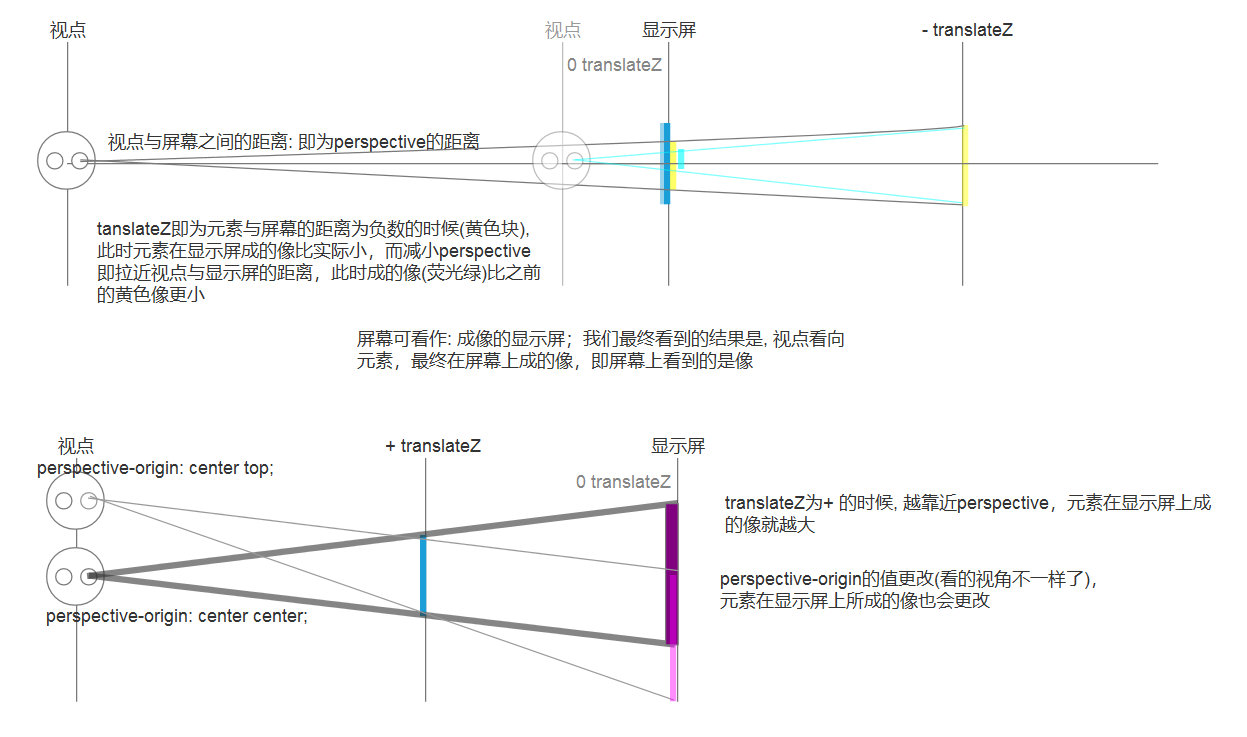 视点
视点
显示屏
- translateZ
0 translateZ
视点与屏幕之间的距离: 即为perspective的距离
tanslateZ即为元素与屏幕的距离为负数的时候(黄色块),
此时元素在显示屏成的像比实际小，而减小perspective
即拉近视点与显示屏的距离，此时成的像(荧光绿)比之前
的黄色像更小
屏幕可看作: 成像的显示屏；我们最终看到的结果是, 视点看向
元素，最终在屏幕上成的像，即屏幕上看到的是像
视点
+ translateZ
显示屏
perspective-origin: center top;
0 translateZ
translateZ为+ 的时候, 越靠近perspective，元素在显示屏上成
的像就越大
perspective-origin的值更改(看的视角不一样了),
元素在显示屏上所成的像也会更改
perspective-origin: center center;